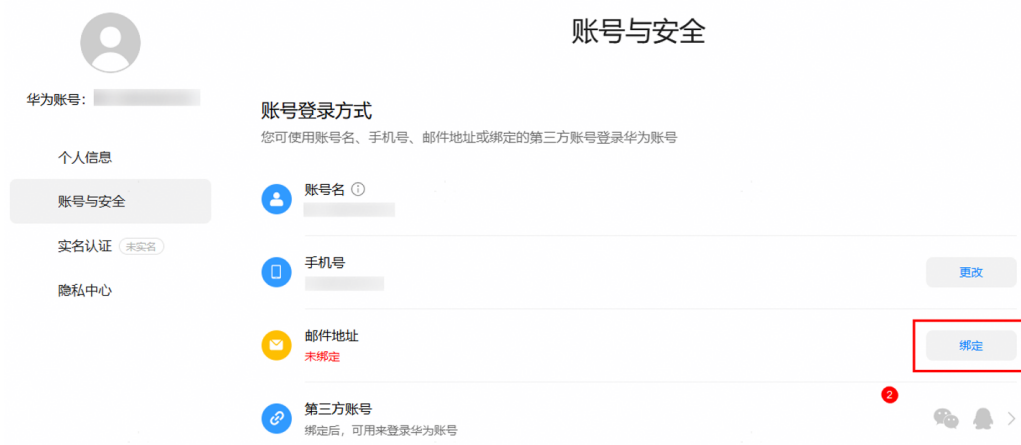 账号与安全
华为账号：
个人信息
账号与安全
实名认证 未实名
隐私中心
账号登录方式
您可使用账号名、手机号、邮件地址或绑定的第三方账号登录华为账号
账号名
手机号
更改
邮件地址
未绑定
绑定
2
第三方账号
绑定后，可用来登录华为账号